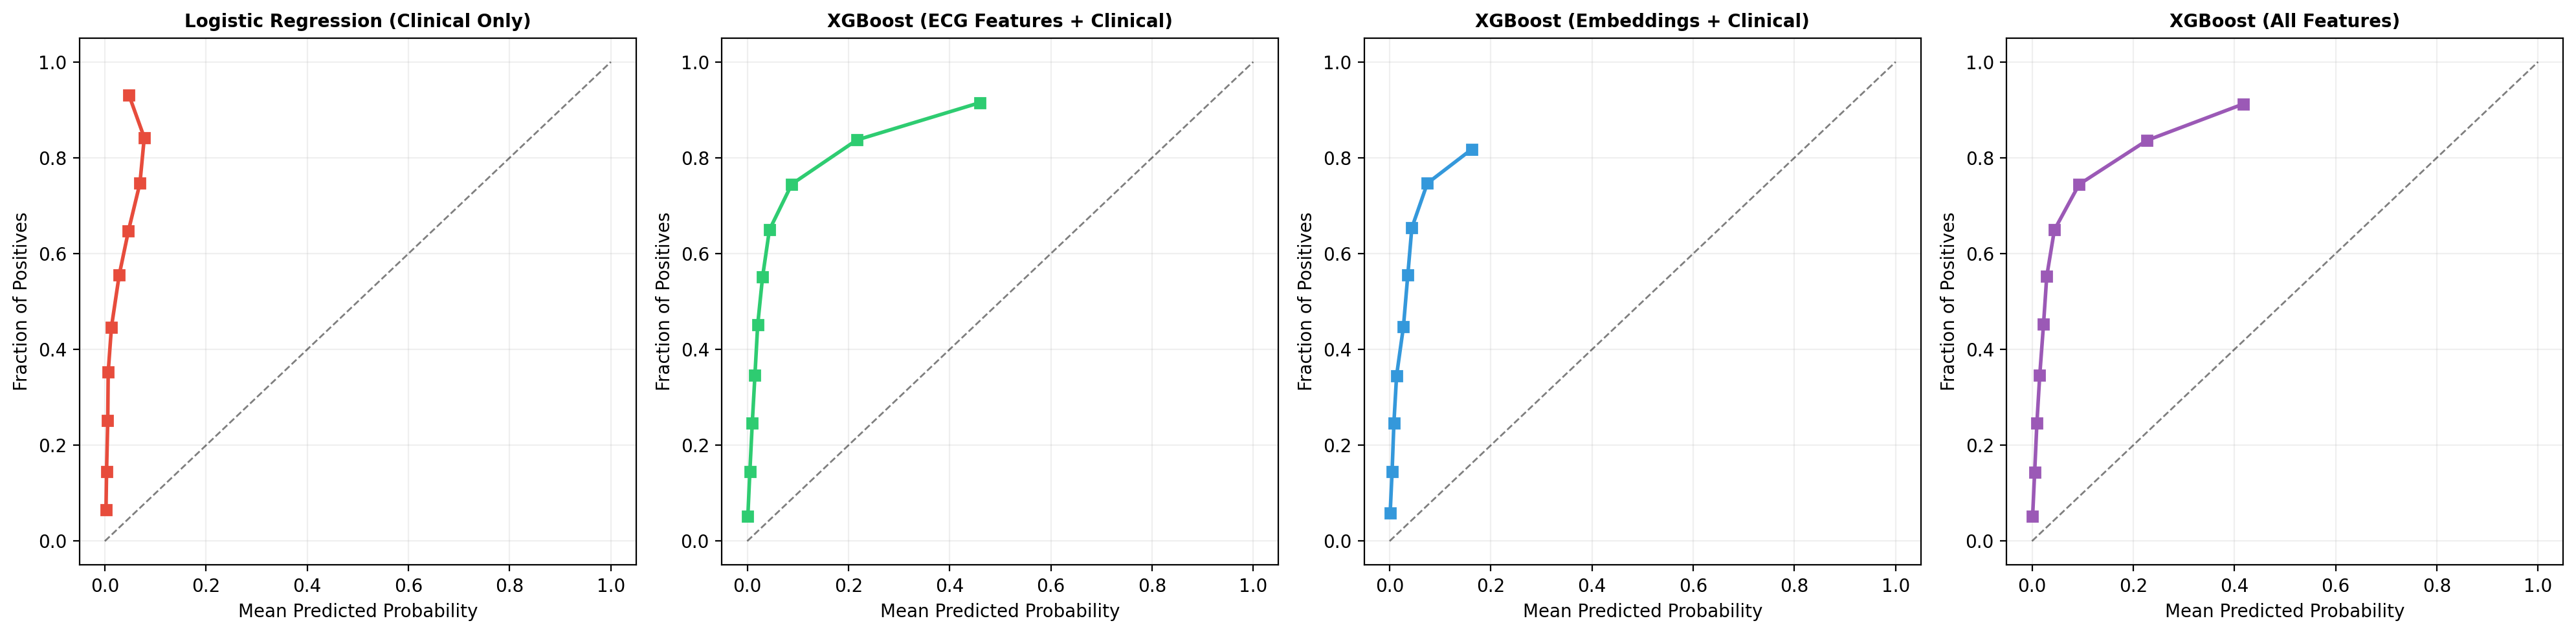 Logistic Regression (Clinical Only)
1.0
0.8
0.6
0.4
0.2
0.0
Fraction of Positives
0.0 0.2 0.4 0.6 0.8 1.0
Mean Predicted Probability
XGBoost (ECG Features + Clinical)
1.0
0.8
0.6
0.4
0.2
0.0
Fraction of Positives
0.0 0.2 0.4 0.6 0.8 1.0
Mean Predicted Probability
XGBoost (Embeddings + Clinical)
1.0
0.8
0.6
0.4
0.2
0.0
Fraction of Positives
0.0 0.2 0.4 0.6 0.8 1.0
Mean Predicted Probability
XGBoost (All Features)
1.0
0.8
0.6
0.4
0.2
0.0
Fraction of Positives
0.0 0.2 0.4 0.6 0.8 1.0
Mean Predicted Probability